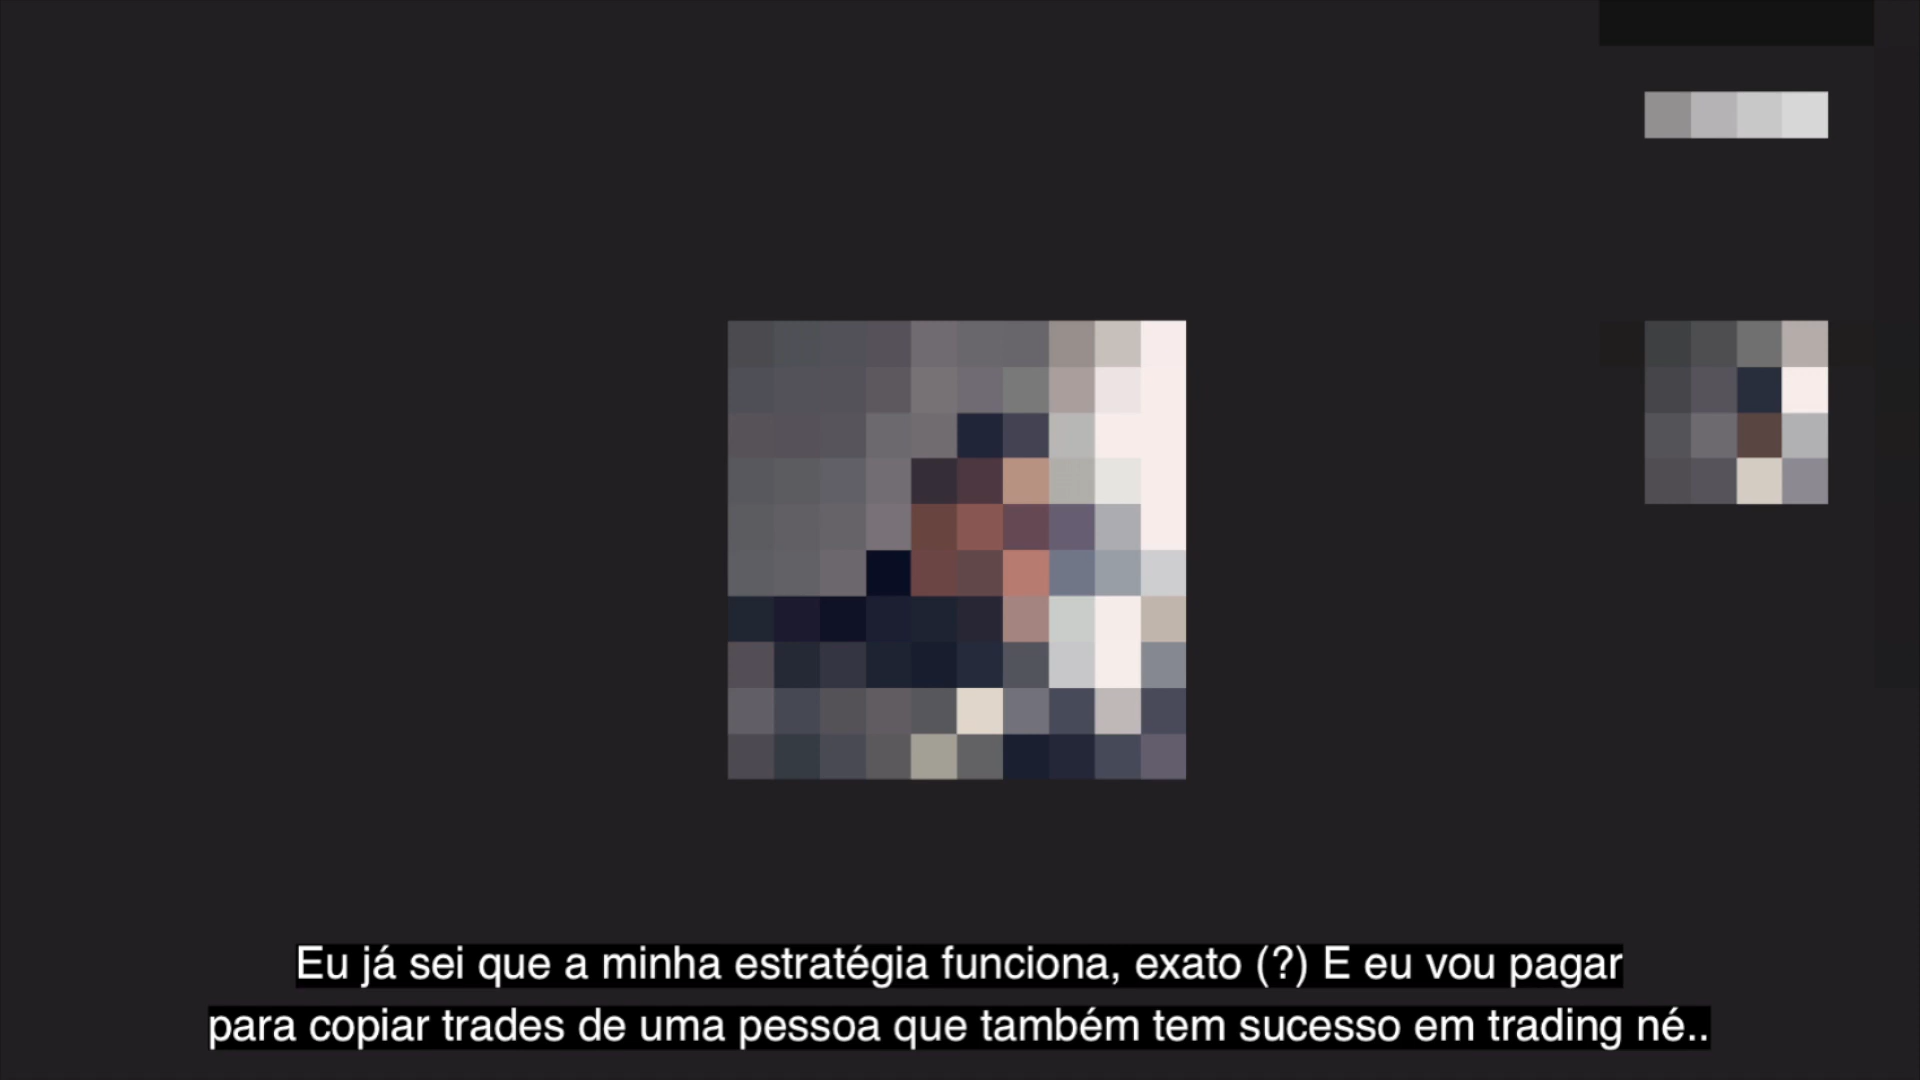 Eu já sei que a minha estratégia funciona, exato (?) E eu vou pagar
para copiar trades de uma pessoa que também tem sucesso em trading né..